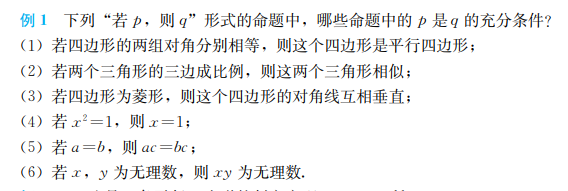 例1 下列“若 p，则 q”形式的命题中，哪些命题中的 p 是 q 的充分条件？
（1）若四边形的两组对角分别相等，则这个四边形是平行四边形；
（2）若两个三角形的三边成比例，则这两个三角形相似；
（3）若四边形为菱形，则这个四边形的对角线互相垂直；
（4）若 x²=1，则 x=1；
（5）若 a=b，则 ac=bc；
（6）若 x，y 为无理数，则 xy 为无理数.